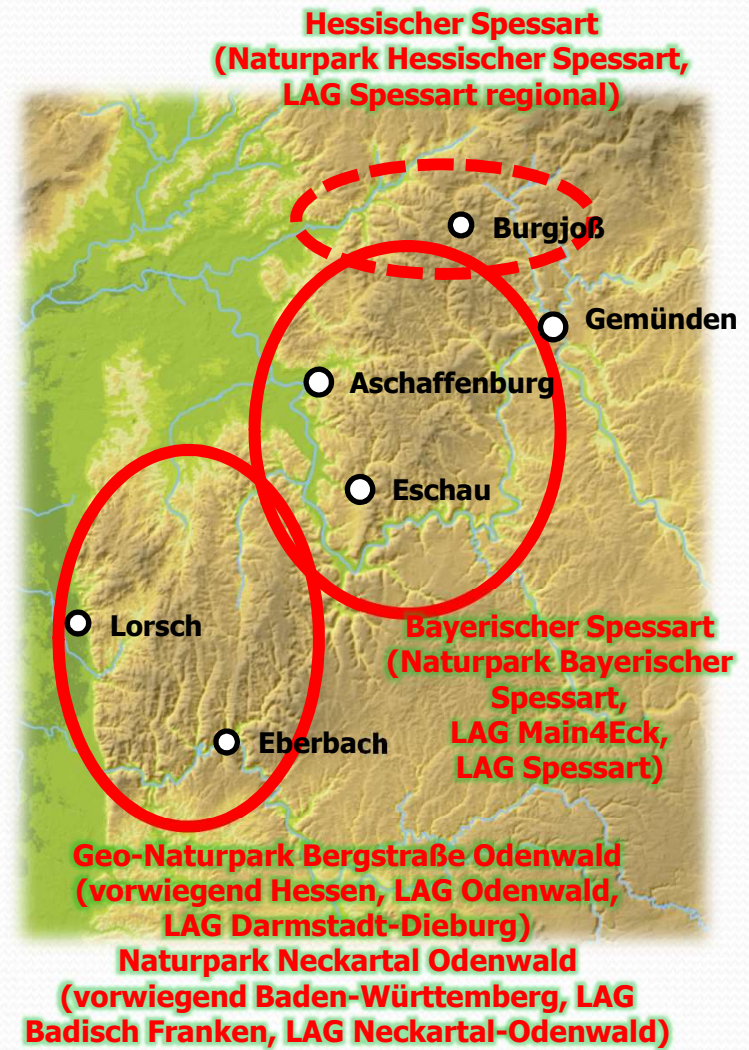 Hessischer Spessart
(Naturpark Hessischer Spessart,
LAG Spessart regional)
Burgjoß
Gemünden
Aschaffenburg
Eschau
Lorsch
Bayerischer Spessart
(Naturpark Bayerischer
Spessart,
LAG Main4Eck,
LAG Spessart)
Eberbach
Geo-Naturpark Bergstraße Odenwald
(vorwiegend Hessen, LAG Odenwald,
LAG Darmstadt-Dieburg)
Naturpark Neckartal Odenwald
(vorwiegend Baden-Württemberg, LAG
Badisch Franken, LAG Neckartal-Odenwald)